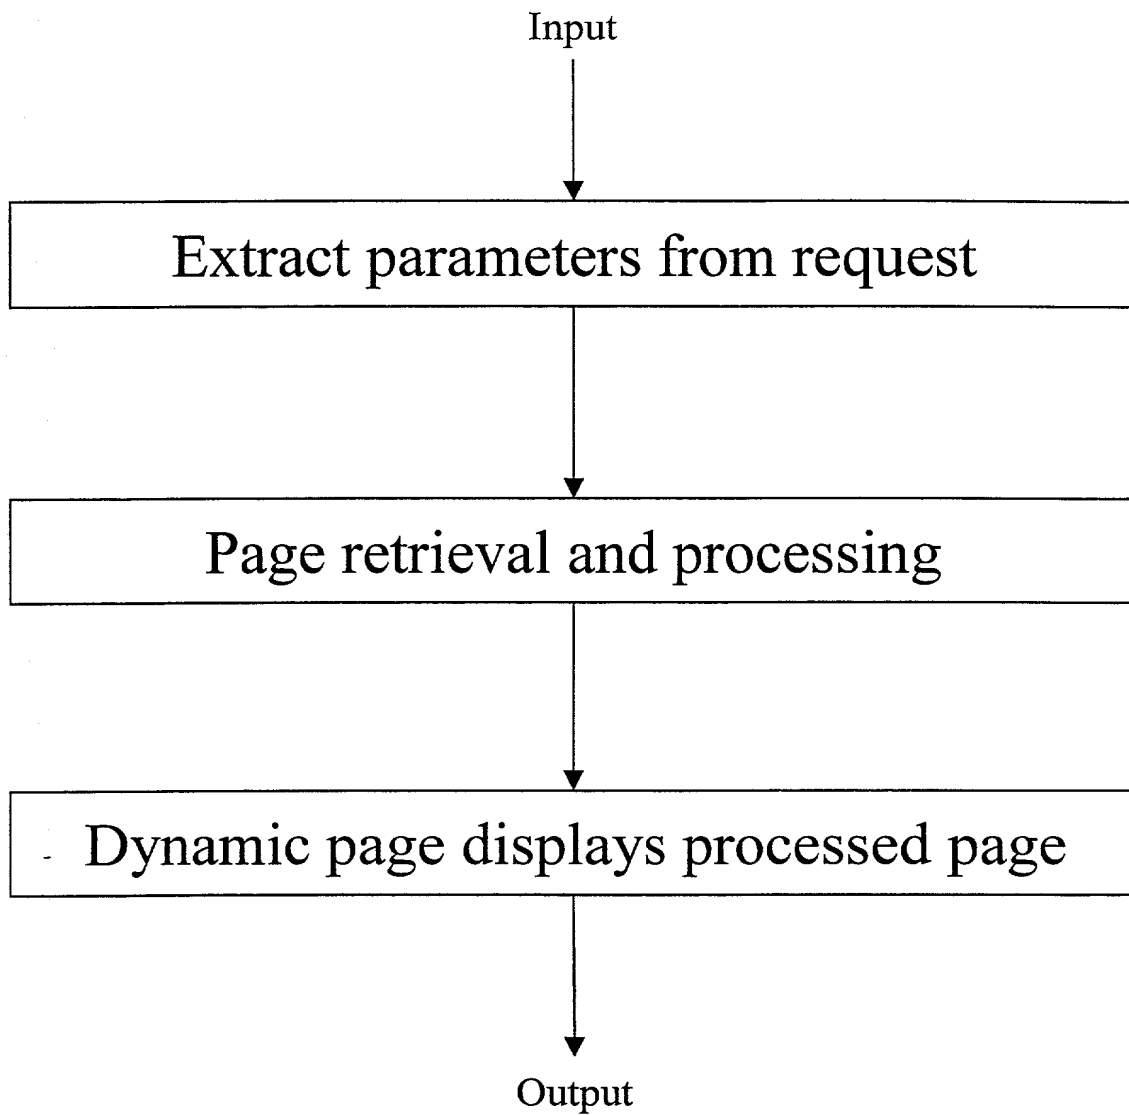 Input
Extract parameters from request
Page retrieval and processing
Dynamic page displays processed page
Output